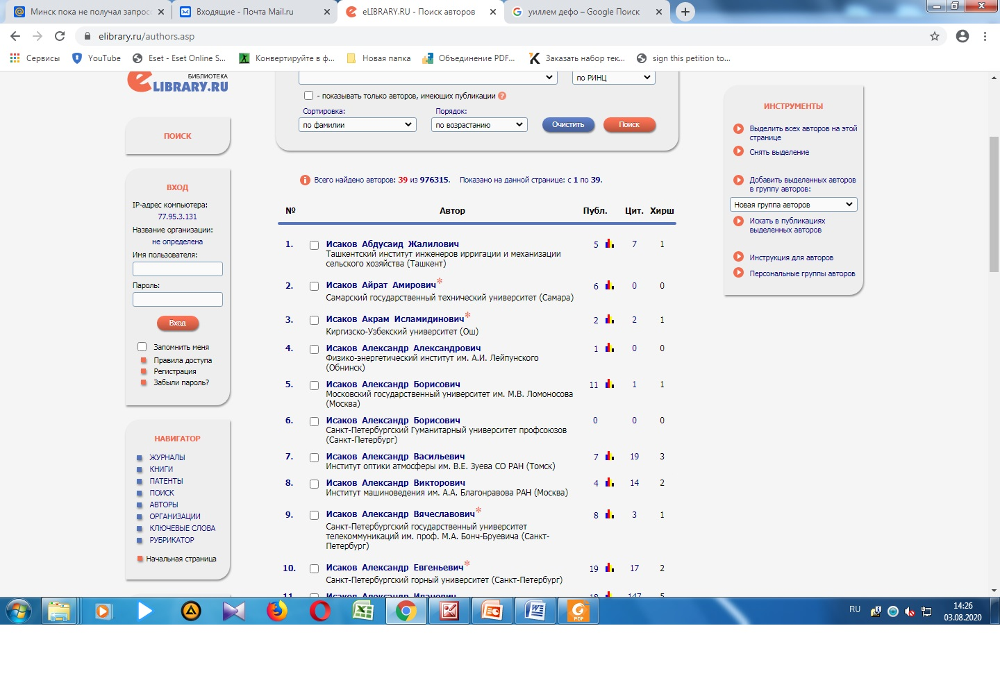 Минск пока не получал запрос
Входящие - Почта Mail.ru
eLIBRARY.RU - Поиск авторов
уиллем дефо – Google Поиск
elibrary.ru/authors.asp
Сервисы
YouTube
Eset - Eset Online S...
Конвертируйте в ф...
Новая папка
Объединение PDF...
Заказать набор тек...
sign this petition to...
БИБЛИОТЕКА
eLIBRARY.RU
ПОИСК
ВХОД
IP-адрес компьютера:
77.95.3.131
Название организации:
не определена
Имя пользователя:
Пароль:
Вход
Запомнить меня
Правила доступа
Регистрация
Забыли пароль?
НАВИГАТОР
ЖУРНАЛЫ
КНИГИ
ПАТЕНТЫ
ПОИСК
АВТОРЫ
ОРГАНИЗАЦИИ
КЛЮЧЕВЫЕ СЛОВА
РУБРИКАТОР
Начальная страница
по РИНЦ
- показывать только авторов, имеющих публикации ?
Сортировка: Порядок:
по фамилии по возрастанию Очистить Поиск
Всего найдено авторов: 39 из 976315. Показано на данной странице: с 1 по 39.
№ Автор Публ. Цит. Хирш
1. Исаков Абдусаид Жалилович 5 7 1
Ташкентский институт инженеров ирригации и механизации
сельского хозяйства (Ташкент)
2. Исаков Айрат Амирович* 6 0 0
Самарский государственный технический университет (Самара)
3. Исаков Акрам Исламидинович* 2 2 1
Киргизско-Узбекский университет (Ош)
4. Исаков Александр Александрович 1 0 0
Физико-энергетический институт им. А.И. Лейпунского
(Обнинск)
5. Исаков Александр Борисович 11 1 1
Московский государственный университет им. М.В. Ломоносова
(Москва)
6. Исаков Александр Борисович 0 0 0
Санкт-Петербургский Гуманитарный университет профсоюзов
(Санкт-Петербург)
7. Исаков Александр Васильевич 7 19 3
Институт оптики атмосферы им. В.Е. Зуева СО РАН (Томск)
8. Исаков Александр Викторович 4 14 2
Институт машиноведения им. А.А. Благонравова РАН (Москва)
9. Исаков Александр Вячеславович* 8 3 1
Санкт-Петербургский государственный университет
телекоммуникаций им. проф. М.А. Бонч-Бруевича (Санкт-
Петербург)
10. Исаков Александр Евгеньевич* 19 17 2
Санкт-Петербургский горный университет (Санкт-Петербург)
11. Исаков Александр Иванович 18 147 5
ИНСТРУМЕНТЫ
Выделить всех авторов на этой
странице
Снять выделение
Добавить выделенных авторов
в группу авторов:
Новая группа авторов
Искать в публикациях
выделенных авторов
Инструкция для авторов
Персональные группы авторов
PDF
RU
14:26
03.08.2020